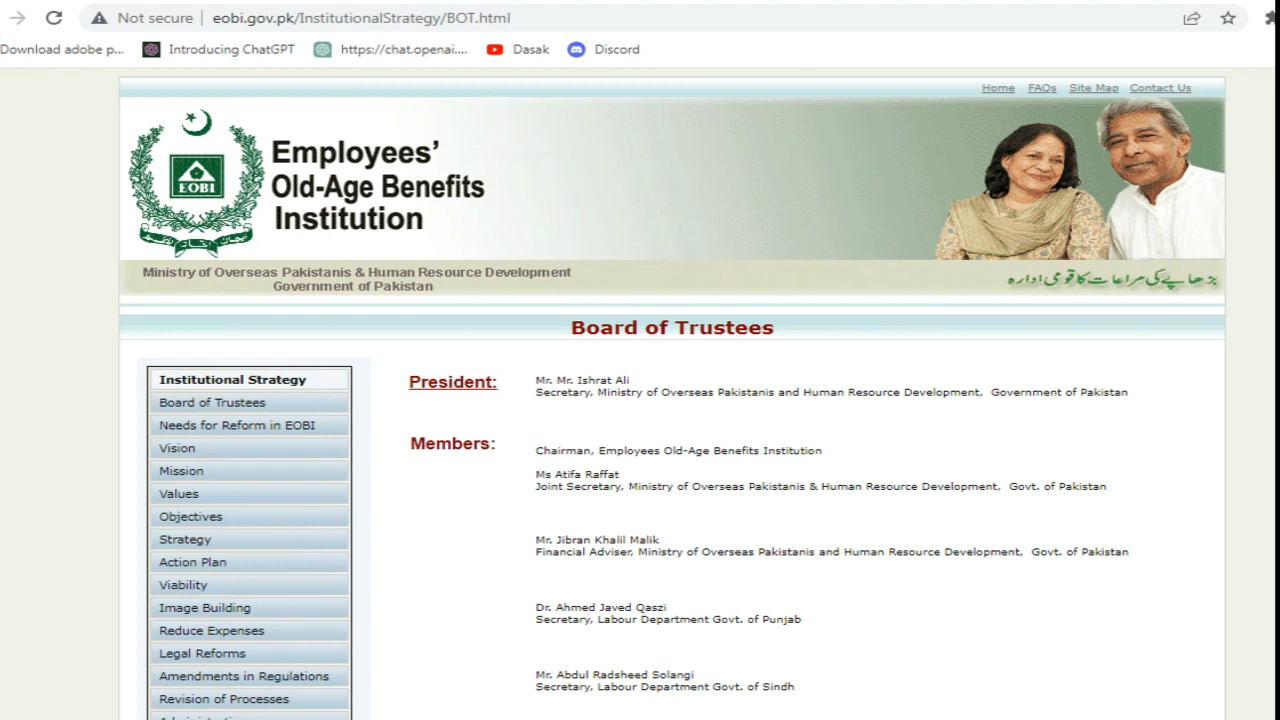 Not secure
eobi.gov.pk/InstitutionalStrategy/BOT.html
Download adobe p...
Introducing ChatGPT
https://chat.openai....
Dasak
Discord
Home
FAQs
Site Map
Contact Us
EOBI
Employees'
Old-Age Benefits
Institution
Ministry of Overseas Pakistanis & Human Resource Development
Government of Pakistan
بڑھاپے کی مراعات کا قومی ادارہ
Board of Trustees
Institutional Strategy
Board of Trustees
Needs for Reform in EOBI
Vision
Mission
Values
Objectives
Strategy
Action Plan
Viability
Image Building
Reduce Expenses
Legal Reforms
Amendments in Regulations
Revision of Processes
President:
Mr. Mr. Ishrat Ali
Secretary, Ministry of Overseas Pakistanis and Human Resource Development, Government of Pakistan
Members:
Chairman, Employees Old-Age Benefits Institution
Ms Atifa Raffat
Joint Secretary, Ministry of Overseas Pakistanis & Human Resource Development, Govt. of Pakistan
Mr. Jibran Khalil Malik
Financial Adviser, Ministry of Overseas Pakistanis and Human Resource Development, Govt. of Pakistan
Dr. Ahmed Javed Qaszi
Secretary, Labour Department Govt. of Punjab
Mr. Abdul Radsheed Solangi
Secretary, Labour Department Govt. of Sindh